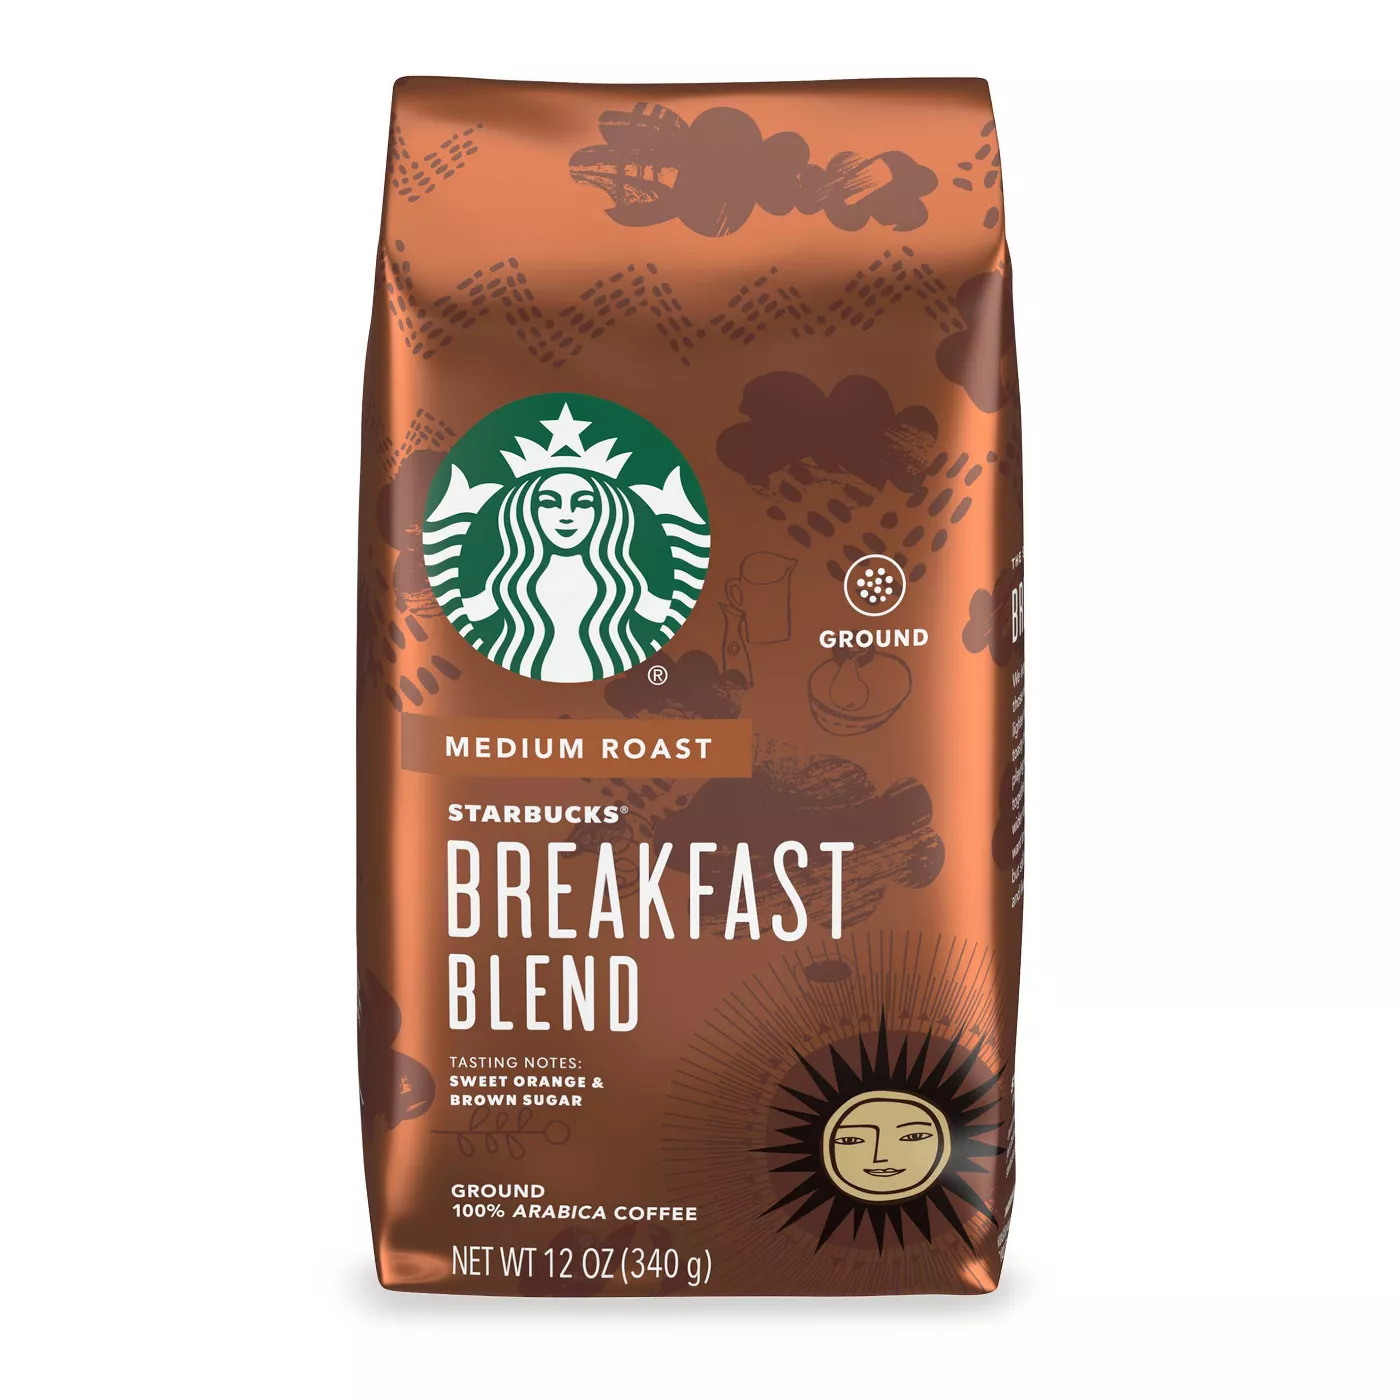 GROUND
®
MEDIUM ROAST
STARBUCKS®
BREAKFAST
BLEND
TASTING NOTES:
SWEET ORANGE &
BROWN SUGAR
GROUND
100% ARABICA COFFEE
NET WT 12 OZ (340 g)